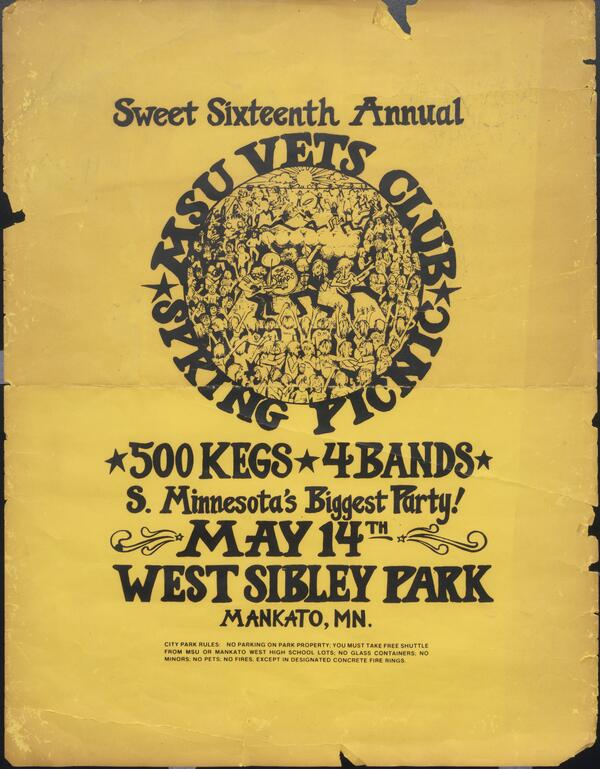 Sweet Sixteenth Annual
MSU VETS CLUB
SYKING PICNIC
★500 KEGS★4 BANDS★
S. Minnesota's Biggest Party!
MAY 14TH
WEST SIBLEY PARK
MANKATO, MN.
CITY PARK RULES: NO PARKING ON PARK PROPERTY; YOU MUST TAKE FREE SHUTTLE
FROM MSU OR MANKATO WEST HIGH SCHOOL LOTS; NO GLASS CONTAINERS; NO
MINORS; NO PETS; NO FIRES, EXCEPT IN DESIGNATED CONCRETE FIRE RINGS.